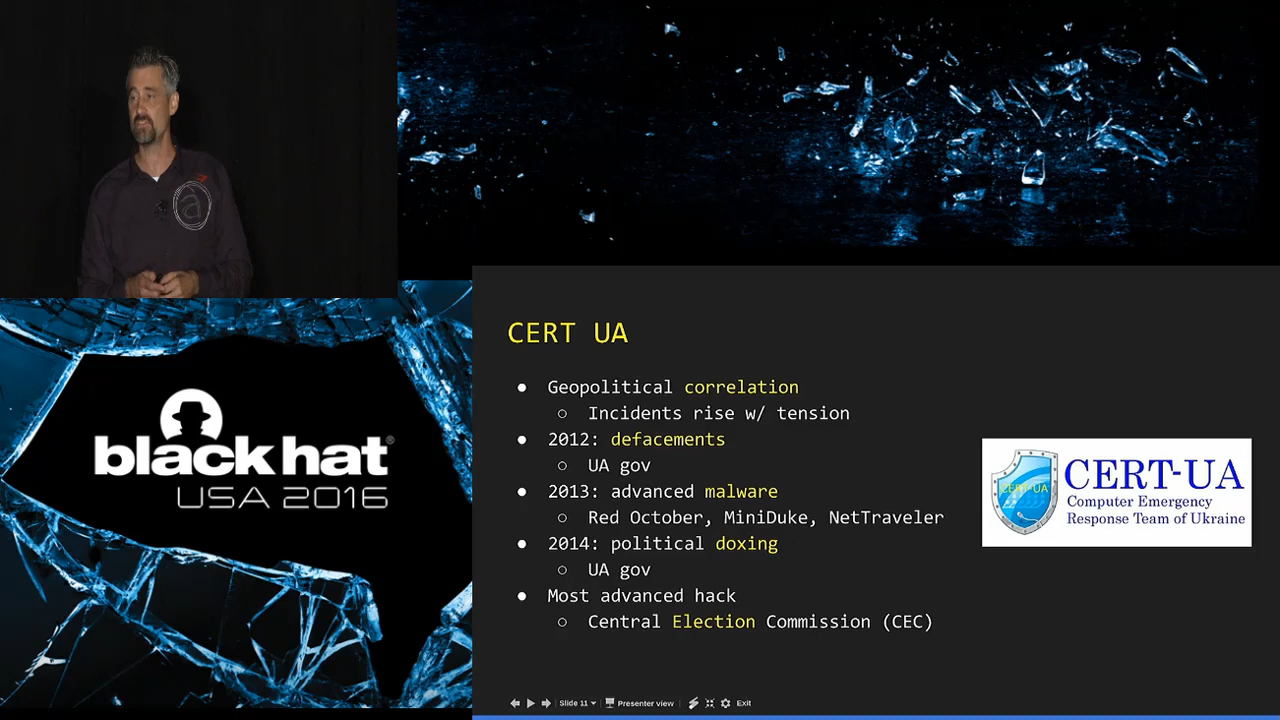 a
CERT UA
● Geopolitical correlation
○ Incidents rise w/ tension
● 2012: defacements
○ UA gov
● 2013: advanced malware
○ Red October, MiniDuke, NetTraveler
● 2014: political doxing
○ UA gov
● Most advanced hack
○ Central Election Commission (CEC)
CERT-UA
CERT-UA
Computer Emergency
Response Team of Ukraine
black hat®
USA 2016
Slide 11
Presenter view
Exit